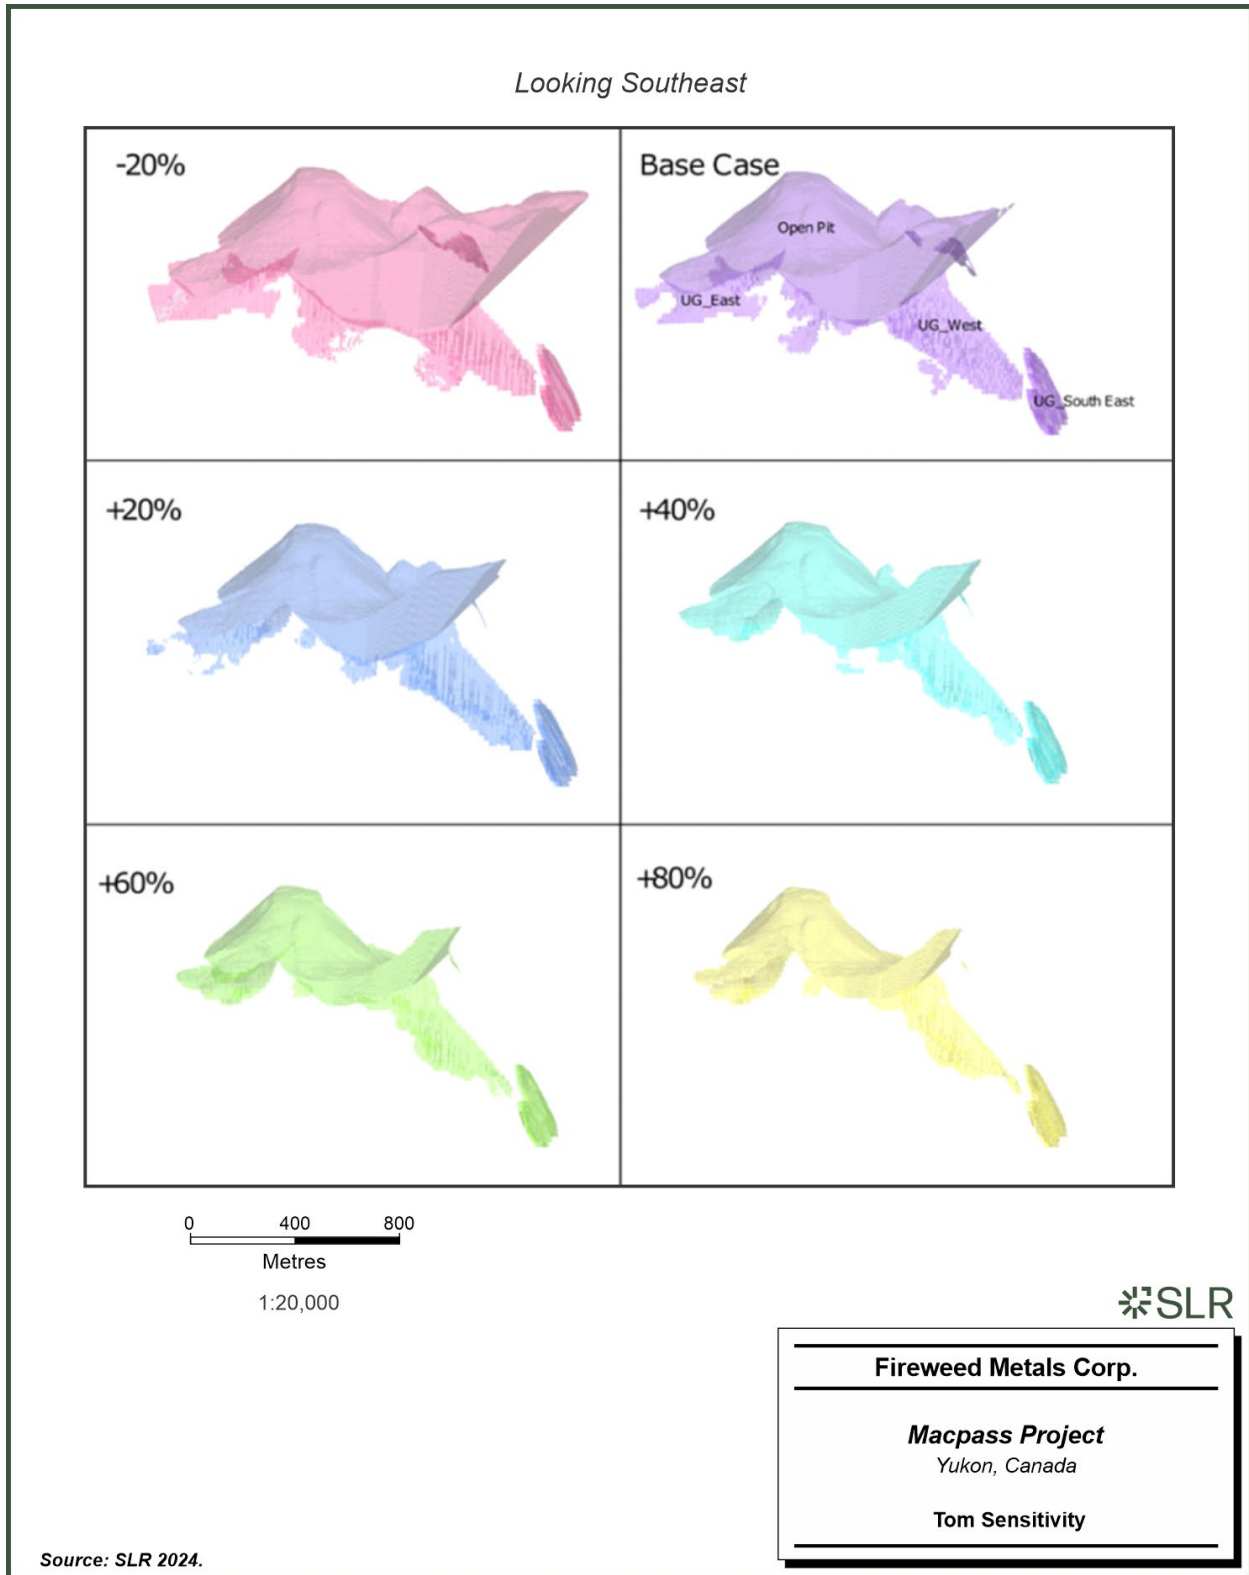 Looking Southeast
-20%
Base Case
Open Pit
UG_East
UG_West
UG_South East
+20%
+40%
+60%
+80%
0 400 800
Metres
1:20,000
SLR
Fireweed Metals Corp.
Macpass Project
Yukon, Canada
Tom Sensitivity
Source: SLR 2024.